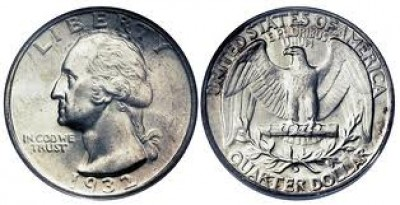 LIBERTY
IN GOD WE
TRUST
1932
UNITED STATES OF AMERICA
E PLURIBUS
UNUM
QUARTER DOLLAR